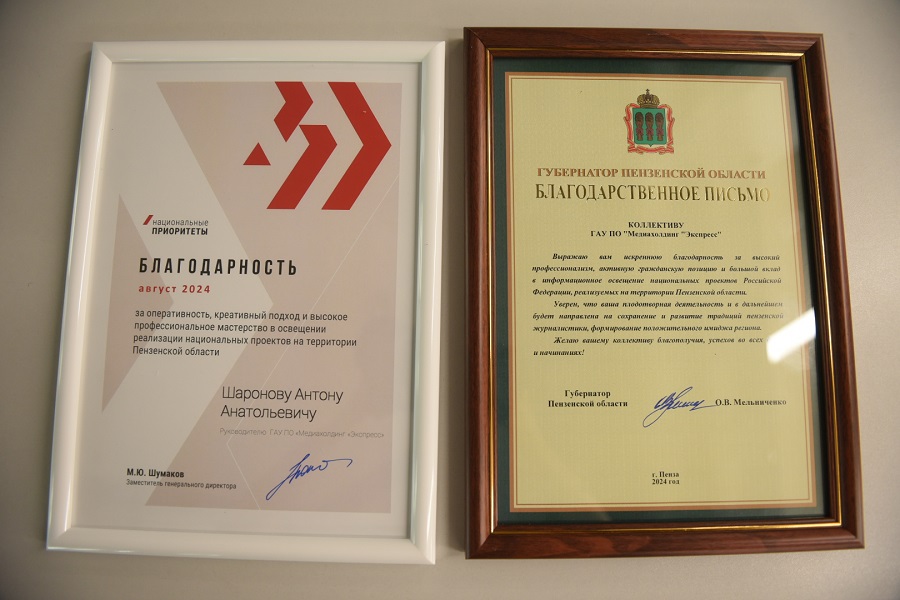 национальные
ПРИОРИТЕТЫ
БЛАГОДАРНОСТЬ
август 2024
за оперативность, креативный подход и высокое
профессиональное мастерство в освещении
реализации национальных проектов на территории
Пензенской области
Шаронову Антону
Анатольевичу
Руководителю ГАУ ПО «Медиахолдинг «Экспресс»
М.Ю. Шумаков
Заместитель генерального директора
ГУБЕРНАТОР ПЕНЗЕНСКОЙ ОБЛАСТИ
БЛАГОДАРСТВЕННОЕ ПИСЬМО
КОЛЛЕКТИВУ
ГАУ ПО "Медиахолдинг "Экспресс"
Выражаю вам искреннюю благодарность за высокий
профессионализм, активную гражданскую позицию и большой вклад
в информационное освещение национальных проектов Российской
Федерации, реализуемых на территории Пензенской области.
Уверен, что ваша плодотворная деятельность и в дальнейшем
будет направлена на сохранение и развитие традиций пензенской
журналистики, формирование положительного имиджа региона.
Желаю вашему коллективу благополучия, успехов во всех
и начинаниях!
Губернатор
Пензенской области
О.В. Мельниченко
г. Пенза
2024 год